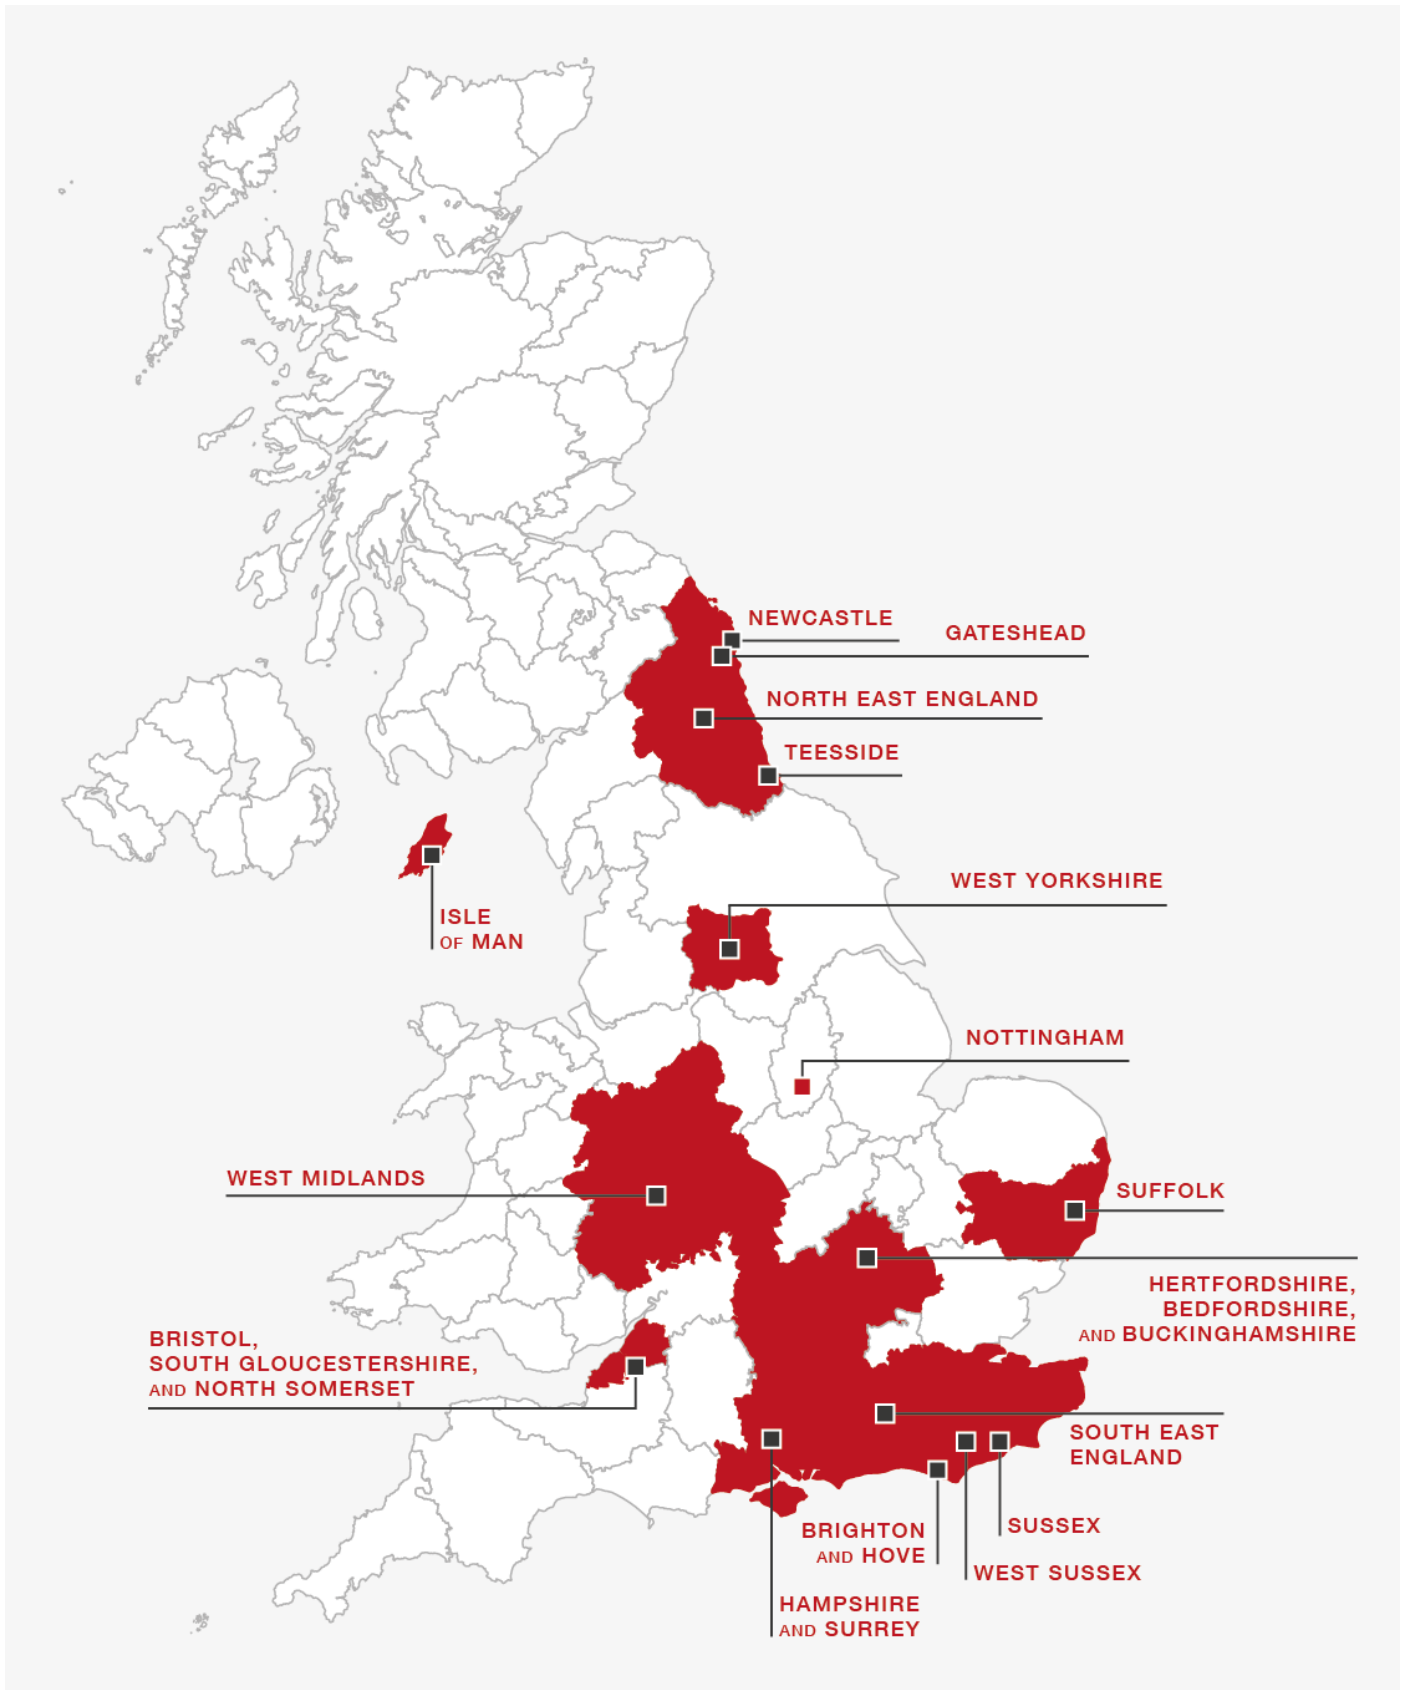 NEWCASTLE
GATESHEAD
NORTH EAST ENGLAND
TEESSIDE
WEST YORKSHIRE
ISLE
OF MAN
NOTTINGHAM
WEST MIDLANDS
SUFFOLK
HERTFORDSHIRE,
BEDFORDSHIRE,
AND BUCKINGHAMSHIRE
BRISTOL,
SOUTH GLOUCESTERSHIRE,
AND NORTH SOMERSET
SOUTH EAST
ENGLAND
SUSSEX
BRIGHTON
AND HOVE
WEST SUSSEX
HAMPSHIRE
AND SURREY